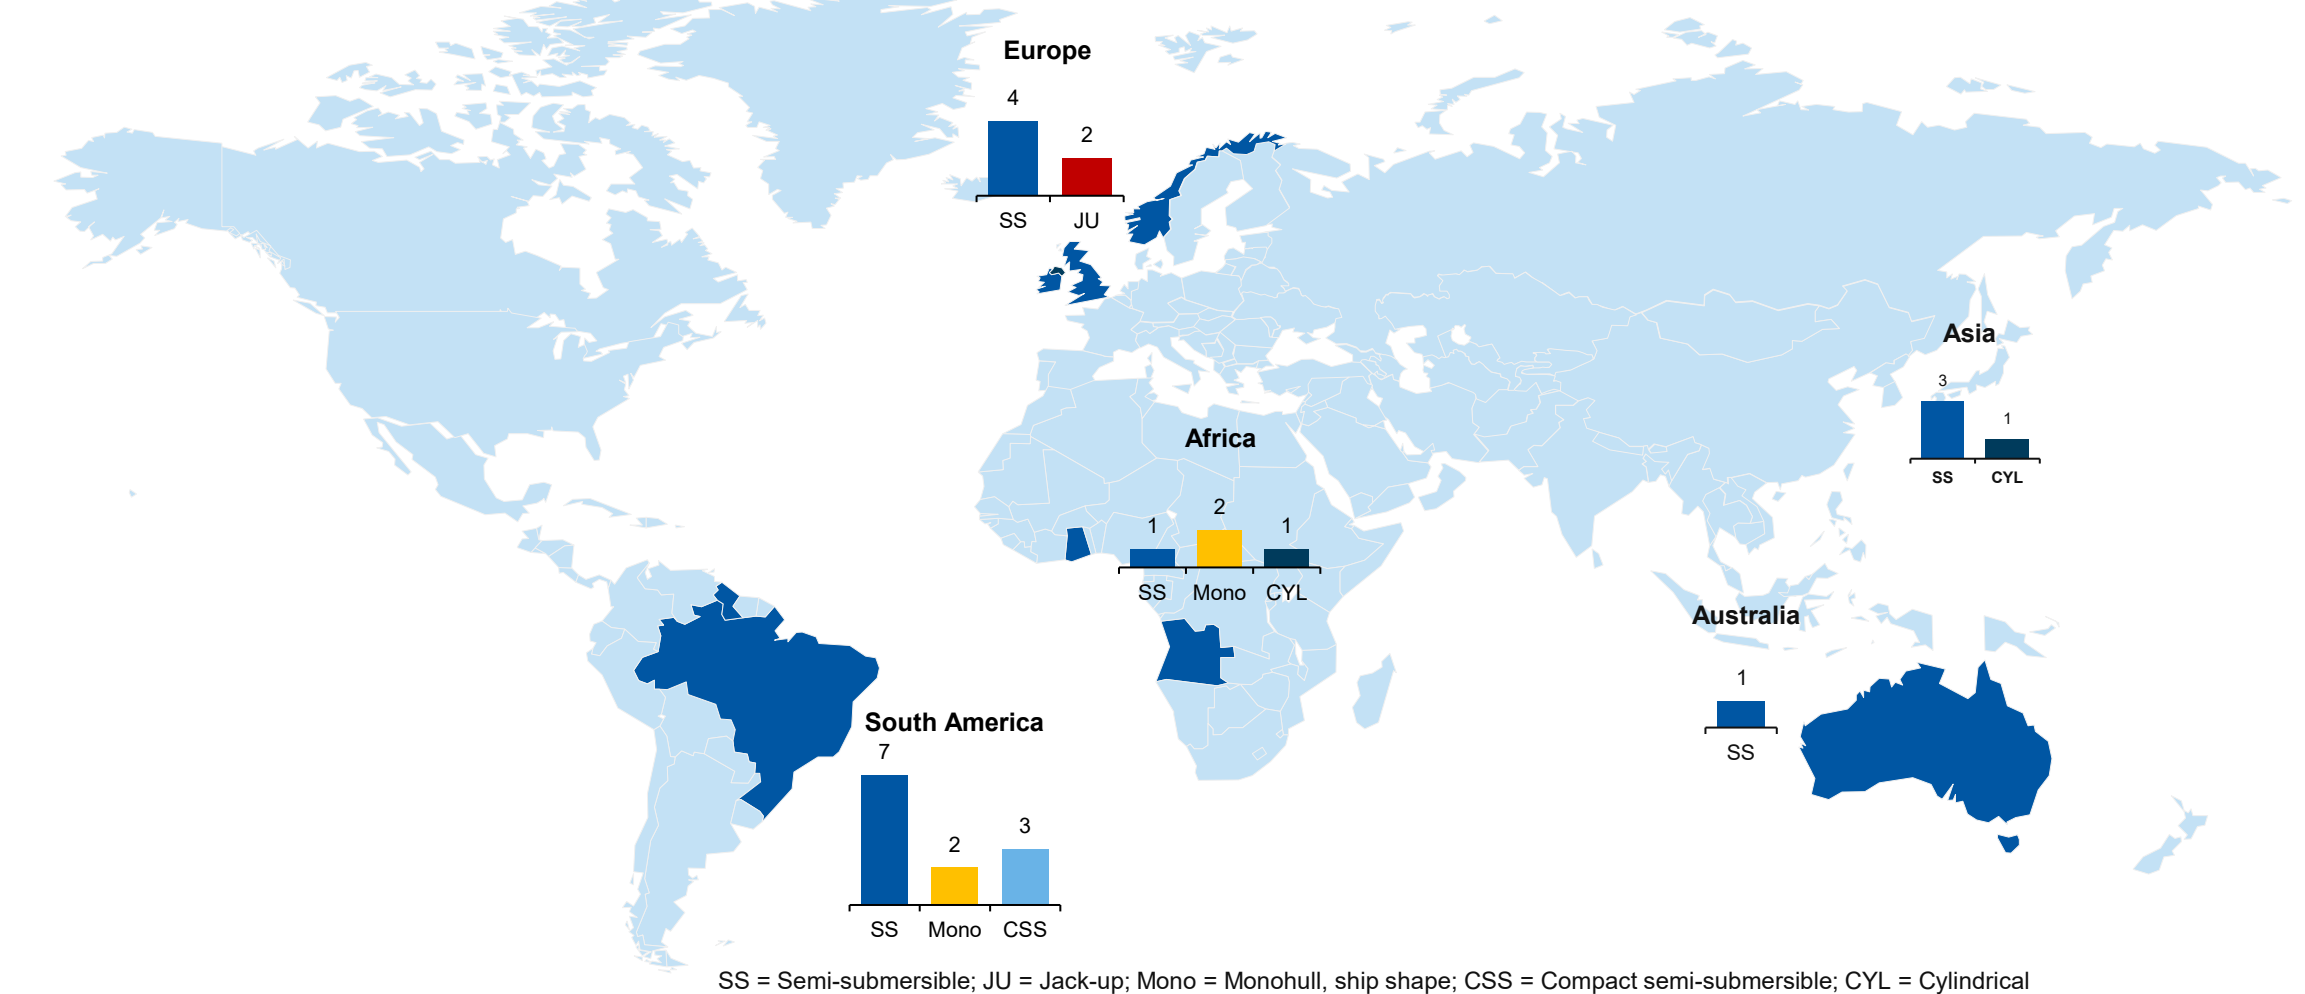 Europe
4
2
SS JU
Asia
3
1
SS CYL
Africa
1 2 1
SS Mono CYL
Australia
1
SS
South America
7
2
3
SS Mono CSS
SS = Semi-submersible; JU = Jack-up; Mono = Monohull, ship shape; CSS = Compact semi-submersible; CYL = Cylindrical